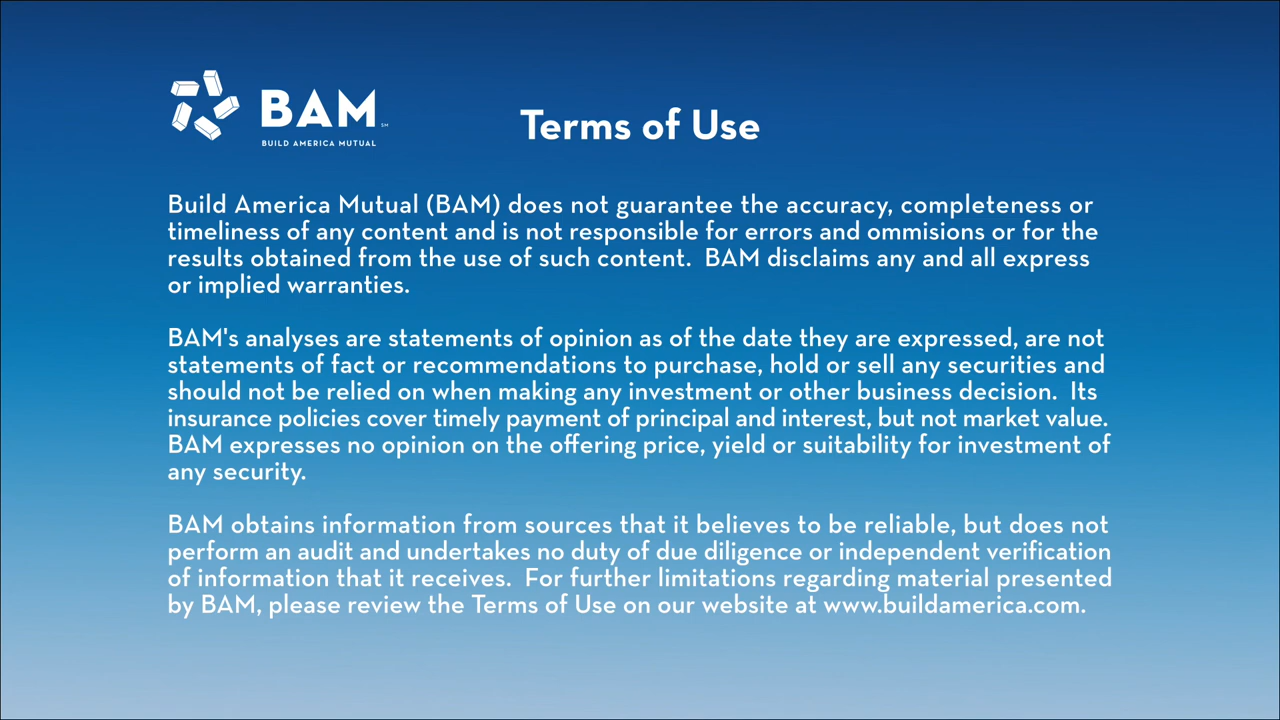 BAM SM
BUILD AMERICA MUTUAL
Terms of Use
Build America Mutual (BAM) does not guarantee the accuracy, completeness or
timeliness of any content and is not responsible for errors and ommisions or for the
results obtained from the use of such content.  BAM disclaims any and all express
or implied warranties.
BAM's analyses are statements of opinion as of the date they are expressed, are not
statements of fact or recommendations to purchase, hold or sell any securities and
should not be relied on when making any investment or other business decision.  Its
insurance policies cover timely payment of principal and interest, but not market value.
BAM expresses no opinion on the offering price, yield or suitability for investment of
any security.
BAM obtains information from sources that it believes to be reliable, but does not
perform an audit and undertakes no duty of due diligence or independent verification
of information that it receives.  For further limitations regarding material presented
by BAM, please review the Terms of Use on our website at www.buildamerica.com.